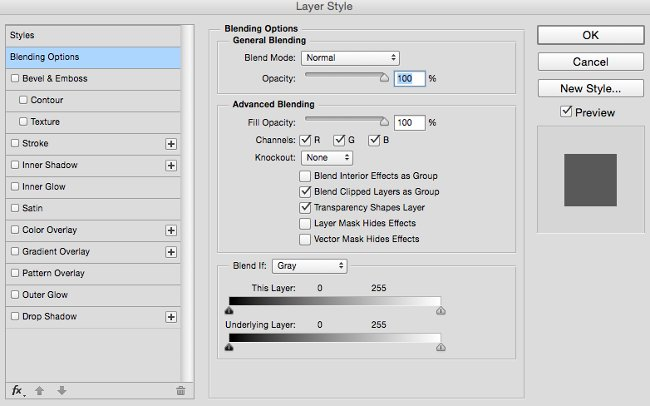 Layer Style
Styles
Blending Options
Bevel & Emboss
Contour
Texture
Stroke
Inner Shadow
Inner Glow
Satin
Color Overlay
Gradient Overlay
Pattern Overlay
Outer Glow
Drop Shadow
fx
Blending Options
General Blending
Blend Mode: Normal
Opacity: 100 %
Advanced Blending
Fill Opacity: 100 %
Channels: R G B
Knockout: None
Blend Interior Effects as Group
Blend Clipped Layers as Group
Transparency Shapes Layer
Layer Mask Hides Effects
Vector Mask Hides Effects
Blend If: Gray
This Layer: 0 255
Underlying Layer: 0 255
OK
Cancel
New Style...
Preview